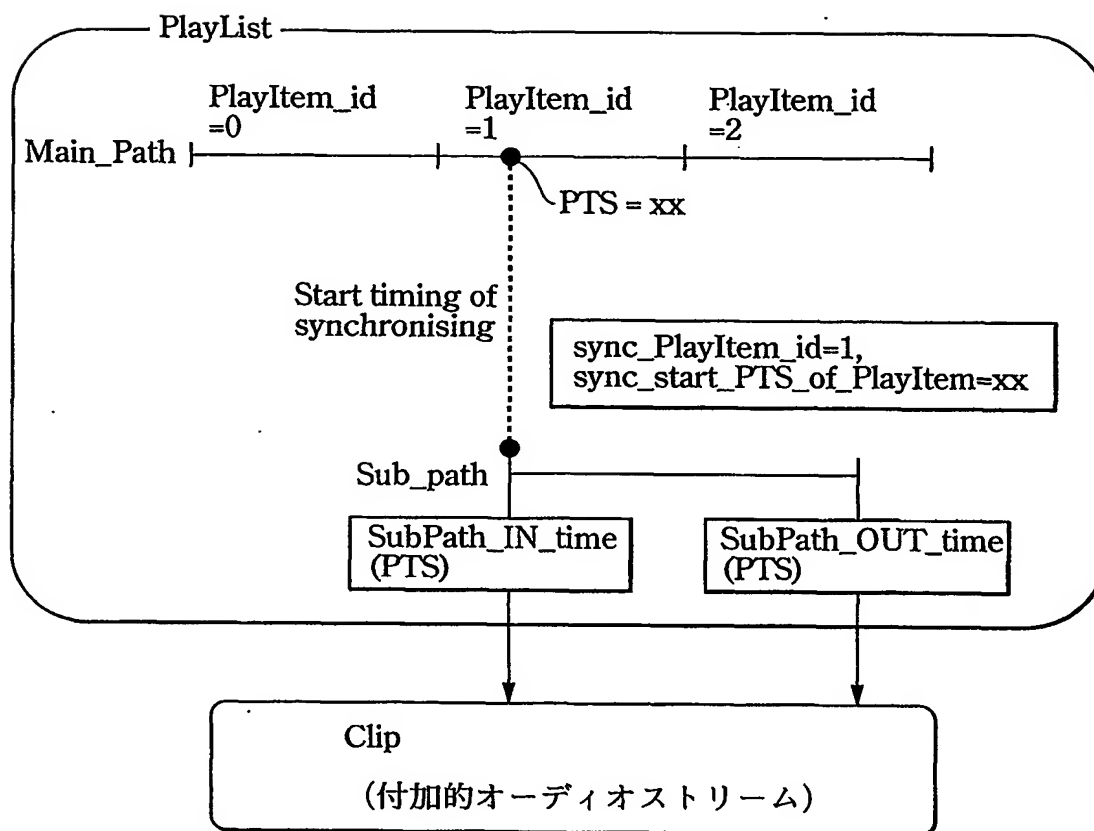 PlayList
PlayItem_id
=0
PlayItem_id
=1
PlayItem_id
=2
Main_Path
PTS = xx
Start timing of
synchronising
sync_PlayItem_id=1,
sync_start_PTS_of_PlayItem=xx
Sub_path
SubPath_IN_time
(PTS)
SubPath_OUT_time
(PTS)
Clip
(付加的オーディオストリーム)